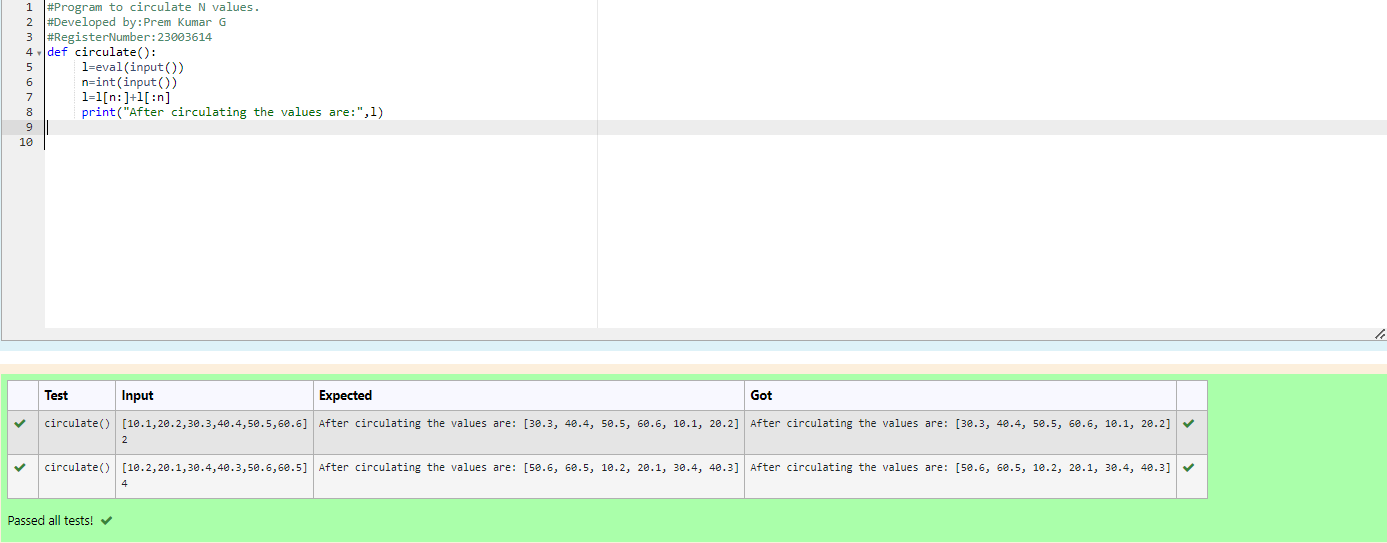 1 #Program to circulate N values.
2 #Developed by:Prem Kumar G
3 #RegisterNumber:23003614
4 def circulate():
5 l=eval(input())
6 n=int(input())
7 l=l[n:]+l[:n]
8 print("After circulating the values are:",l)
9
10
Test Input Expected Got
circulate() [10.1,20.2,30.3,40.4,50.5,60.6] After circulating the values are: [30.3, 40.4, 50.5, 60.6, 10.1, 20.2] After circulating the values are: [30.3, 40.4, 50.5, 60.6, 10.1, 20.2]
2
circulate() [10.2,20.1,30.4,40.3,50.6,60.5] After circulating the values are: [50.6, 60.5, 10.2, 20.1, 30.4, 40.3] After circulating the values are: [50.6, 60.5, 10.2, 20.1, 30.4, 40.3]
4
Passed all tests!